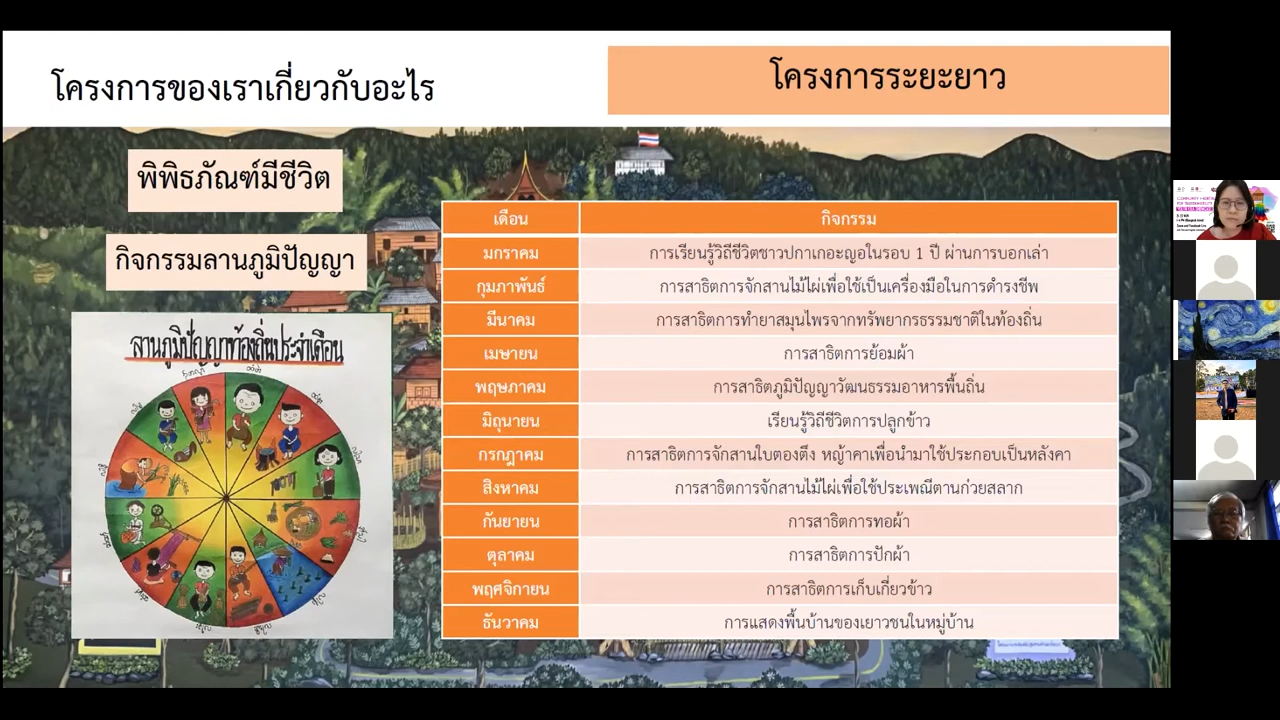 โครงการของเราเกี่ยวกับอะไร
โครงการระยะยาว
พิพิธภัณฑ์มีชีวิต
กิจกรรมลานภูมิปัญญา
ลานภูมิปัญญาท้องถิ่นประจำเดือน
เดือน กิจกรรม
มกราคม การเรียนรู้วิถีชีวิตชาวปกาเกอะญอในรอบ 1 ปี ผ่านการบอกเล่า
กุมภาพันธ์ การสาธิตการจักสานไม้ไผ่เพื่อใช้เป็นเครื่องมือในการดำรงชีพ
มีนาคม การสาธิตการทำยาสมุนไพรจากทรัพยากรธรรมชาติในท้องถิ่น
เมษายน การสาธิตการย้อมผ้า
พฤษภาคม การสาธิตภูมิปัญญาวัฒนธรรมอาหารพื้นถิ่น
มิถุนายน เรียนรู้วิถีชีวิตการปลูกข้าว
กรกฎาคม การสาธิตการจักสานใบตองตึง หญ้าคาเพื่อนำมาใช้ประกอบเป็นหลังคา
สิงหาคม การสาธิตการจักสานไม้ไผ่เพื่อใช้ประเพณีตานก๋วยสลาก
กันยายน การสาธิตการทอผ้า
ตุลาคม การสาธิตการปักผ้า
พฤศจิกายน การสาธิตการเก็บเกี่ยวข้าว
ธันวาคม การแสดงพื้นบ้านของเยาวชนในหมู่บ้าน